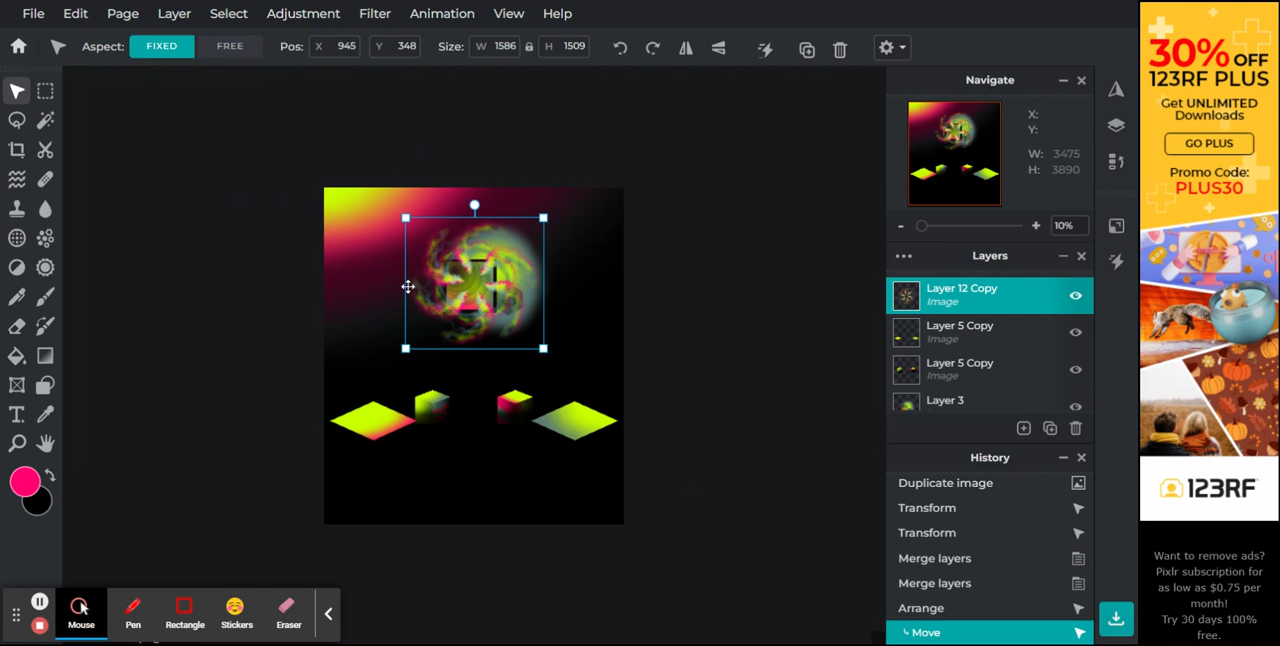 File Edit Page Layer Select Adjustment Filter Animation View Help
Aspect: FIXED FREE Pos: X 945 Y 348 Size: W 1586 H 1509
Navigate
X:
Y:
W: 3475
H: 3890
- + 10%
Layers
Layer 12 Copy
Image
Layer 5 Copy
Image
Layer 5 Copy
Image
Layer 3
History
Duplicate image
Transform
Transform
Merge layers
Merge layers
Arrange
Move
Mouse Pen Rectangle Stickers Eraser
30% OFF
123RF PLUS
Get UNLIMITED
Downloads
GO PLUS
Promo Code:
PLUS30
123RF
Want to remove ads?
Pixlr subscription for
as low as $0.75 per
month!
Try 30 days 100%
free.